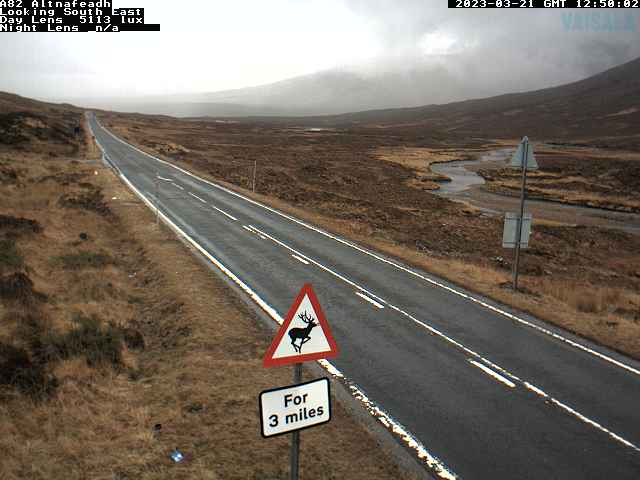 A82 Altnafeadh
Looking South East
Day Lens 5113 lux
Night Lens n/a
2023-03-21 GMT 12:50:02
VAISALA
For
3 miles